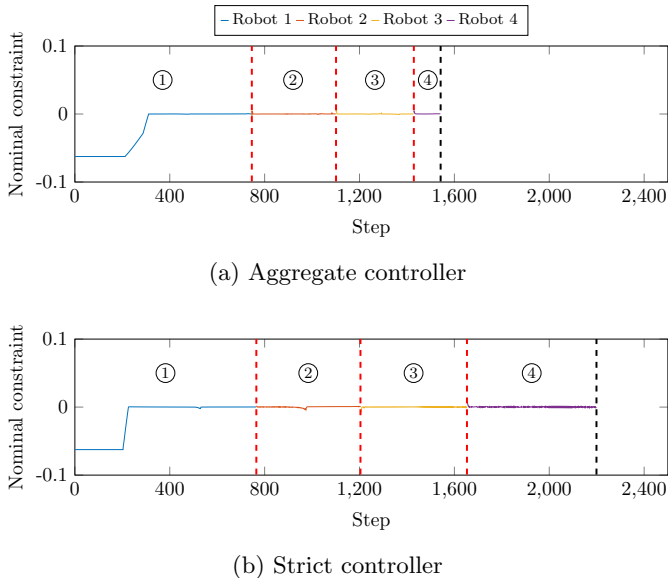 Robot 1 Robot 2 Robot 3 Robot 4
Nominal constraint
0.1
0
-0.1
① ② ③ ④
0 400 800 1,200 1,600 2,000 2,400
Step
(a) Aggregate controller
Nominal constraint
0.1
0
-0.1
① ② ③ ④
0 400 800 1,200 1,600 2,000 2,400
Step
(b) Strict controller